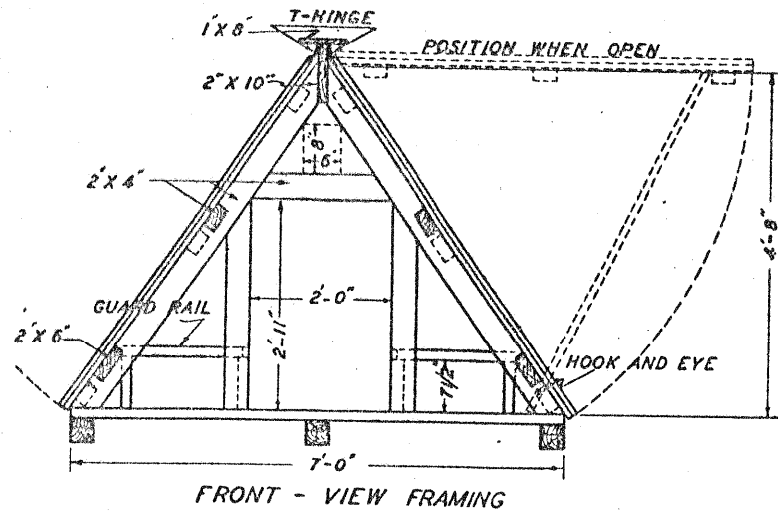 T-HINGE
1"X 8"
POSITION WHEN OPEN
2" X 10"
8"
6"
2" X 4"
4'-8"
2'-0"
GUARD RAIL
2'-11"
2" X 6"
HOOK AND EYE
7 1/2"
7'-0"
FRONT - VIEW FRAMING